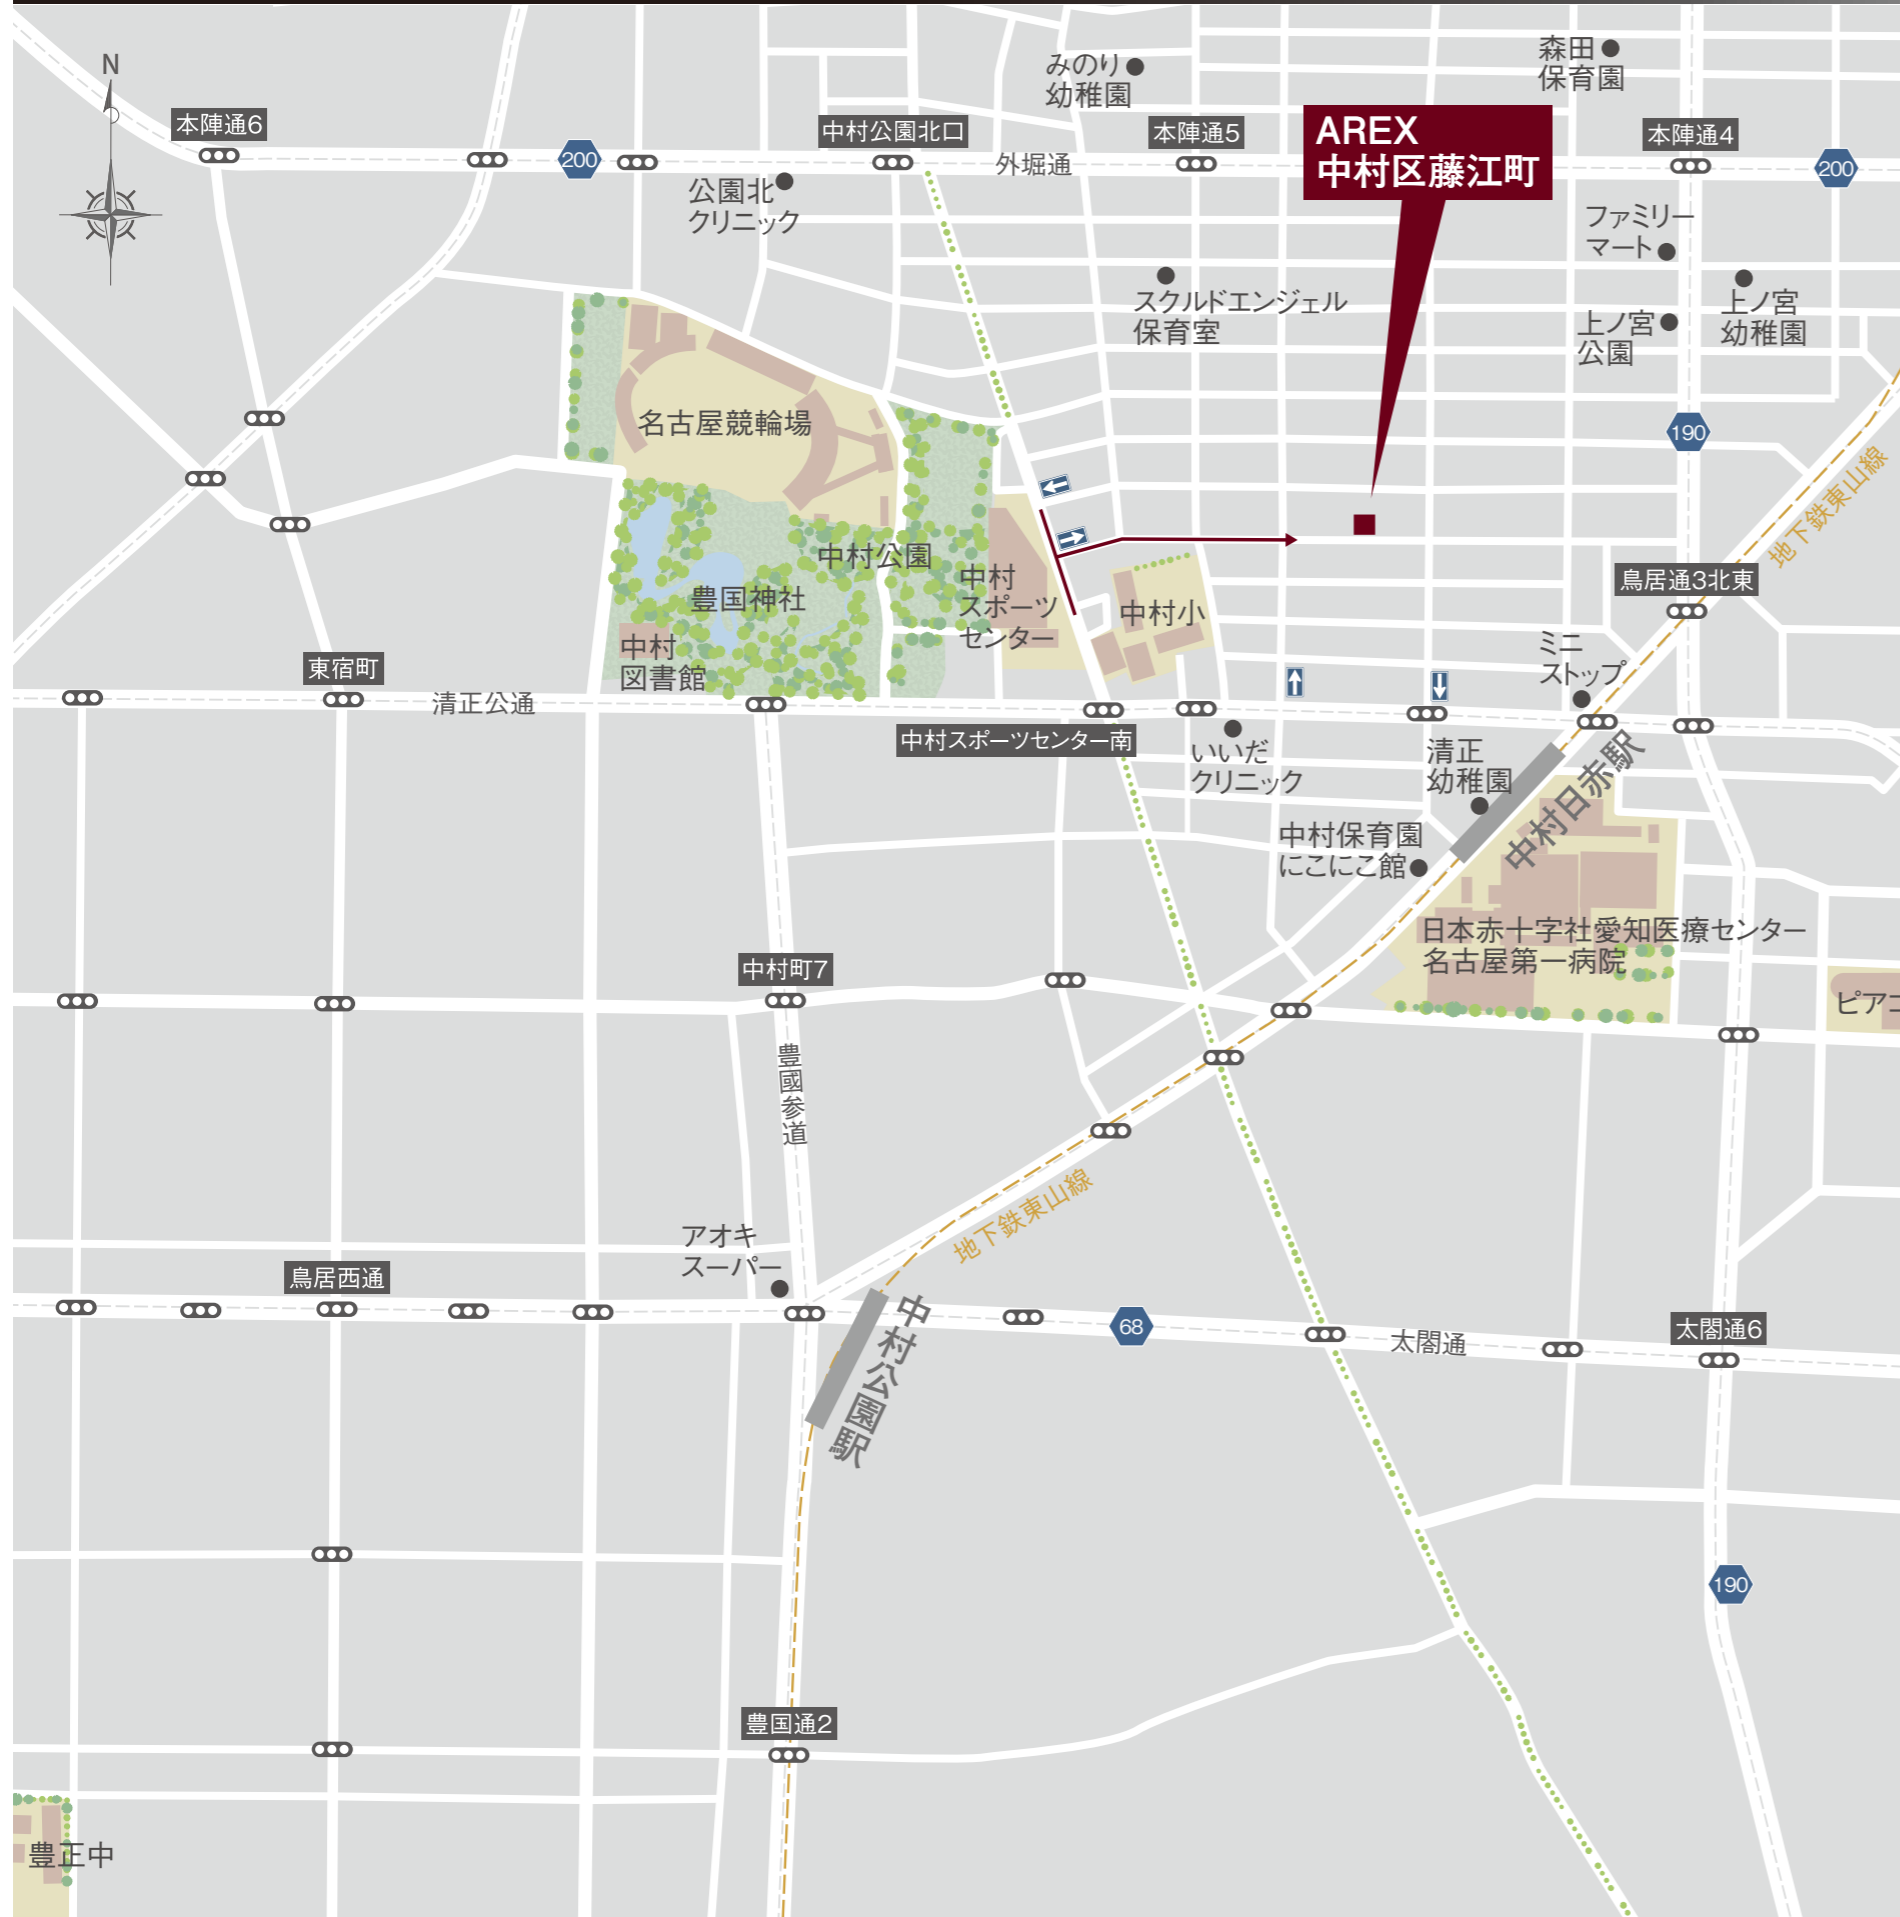 N
本陣通6
200
中村公園北口
外堀通
みのり
幼稚園
本陣通5
AREX
中村区藤江町
森田
保育園
本陣通4
200
公園北
クリニック
ファミリー
マート
スクルドエンジェル
保育室
上ノ宮
公園
上ノ宮
幼稚園
190
地下鉄東山線
名古屋競輪場
中村公園
豊国神社
中村
図書館
中村
スポーツ
センター
中村小
鳥居通3北東
ミニ
ストップ
東宿町
清正公通
中村スポーツセンター南
いいだ
クリニック
清正
幼稚園
中村日赤駅
中村保育園
にこにこ館
日本赤十字社愛知医療センター
名古屋第一病院
ピアゴ
中村町7
豊國参道
地下鉄東山線
アオキ
スーパー
鳥居西通
中村公園駅
68
太閤通
太閤通6
190
豊国通2
豊正中